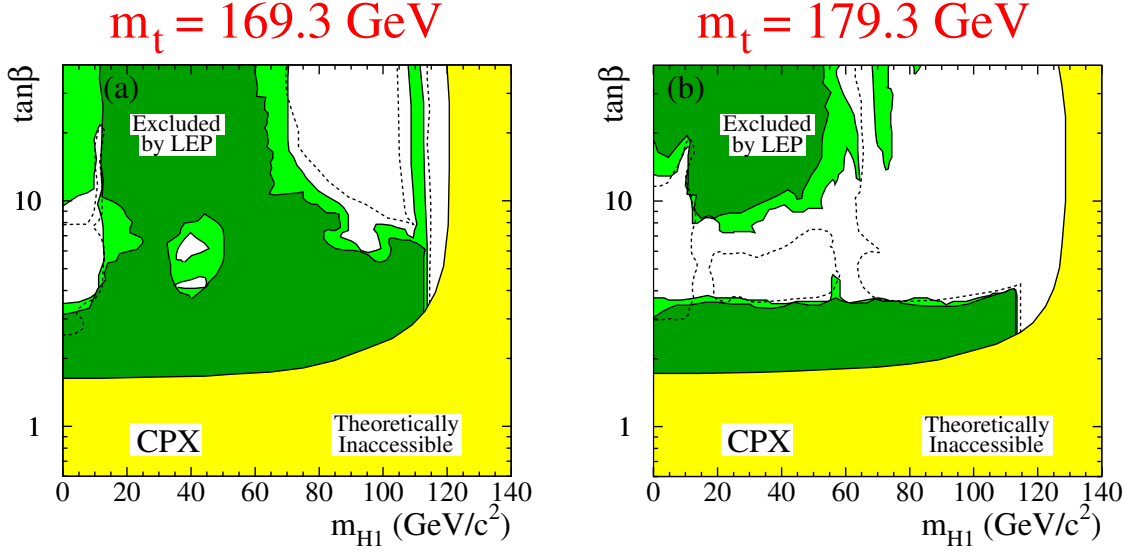 m_t = 169.3 GeV
m_t = 179.3 GeV
tanβ
(a)
Excluded
by LEP
10
1
CPX
Theoretically
Inaccessible
0 20 40 60 80 100 120 140
m_H1 (GeV/c²)
tanβ
(b)
Excluded
by LEP
10
1
CPX
Theoretically
Inaccessible
0 20 40 60 80 100 120 140
m_H1 (GeV/c²)